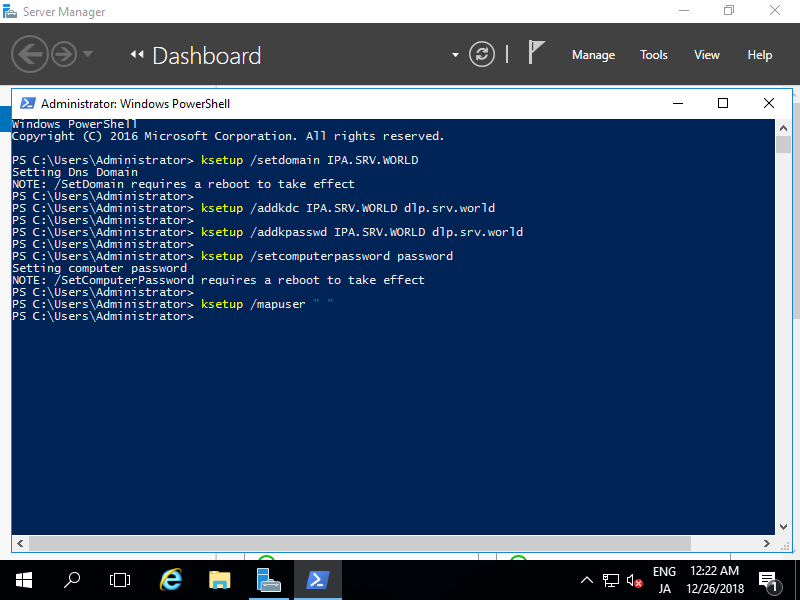 Server Manager
Dashboard
Manage Tools View Help
Administrator: Windows PowerShell
Windows PowerShell
Copyright (C) 2016 Microsoft Corporation. All rights reserved.
PS C:\Users\Administrator> ksetup /setdomain IPA.SRV.WORLD
Setting Dns Domain
NOTE: /SetDomain requires a reboot to take effect
PS C:\Users\Administrator>
PS C:\Users\Administrator> ksetup /addkdc IPA.SRV.WORLD dlp.srv.world
PS C:\Users\Administrator>
PS C:\Users\Administrator> ksetup /addkpasswd IPA.SRV.WORLD dlp.srv.world
PS C:\Users\Administrator>
PS C:\Users\Administrator> ksetup /setcomputerpassword password
Setting computer password
NOTE: /SetComputerPassword requires a reboot to take effect
PS C:\Users\Administrator>
PS C:\Users\Administrator> ksetup /mapuser " "
PS C:\Users\Administrator>
ENG 12:22 AM
JA 12/26/2018
1